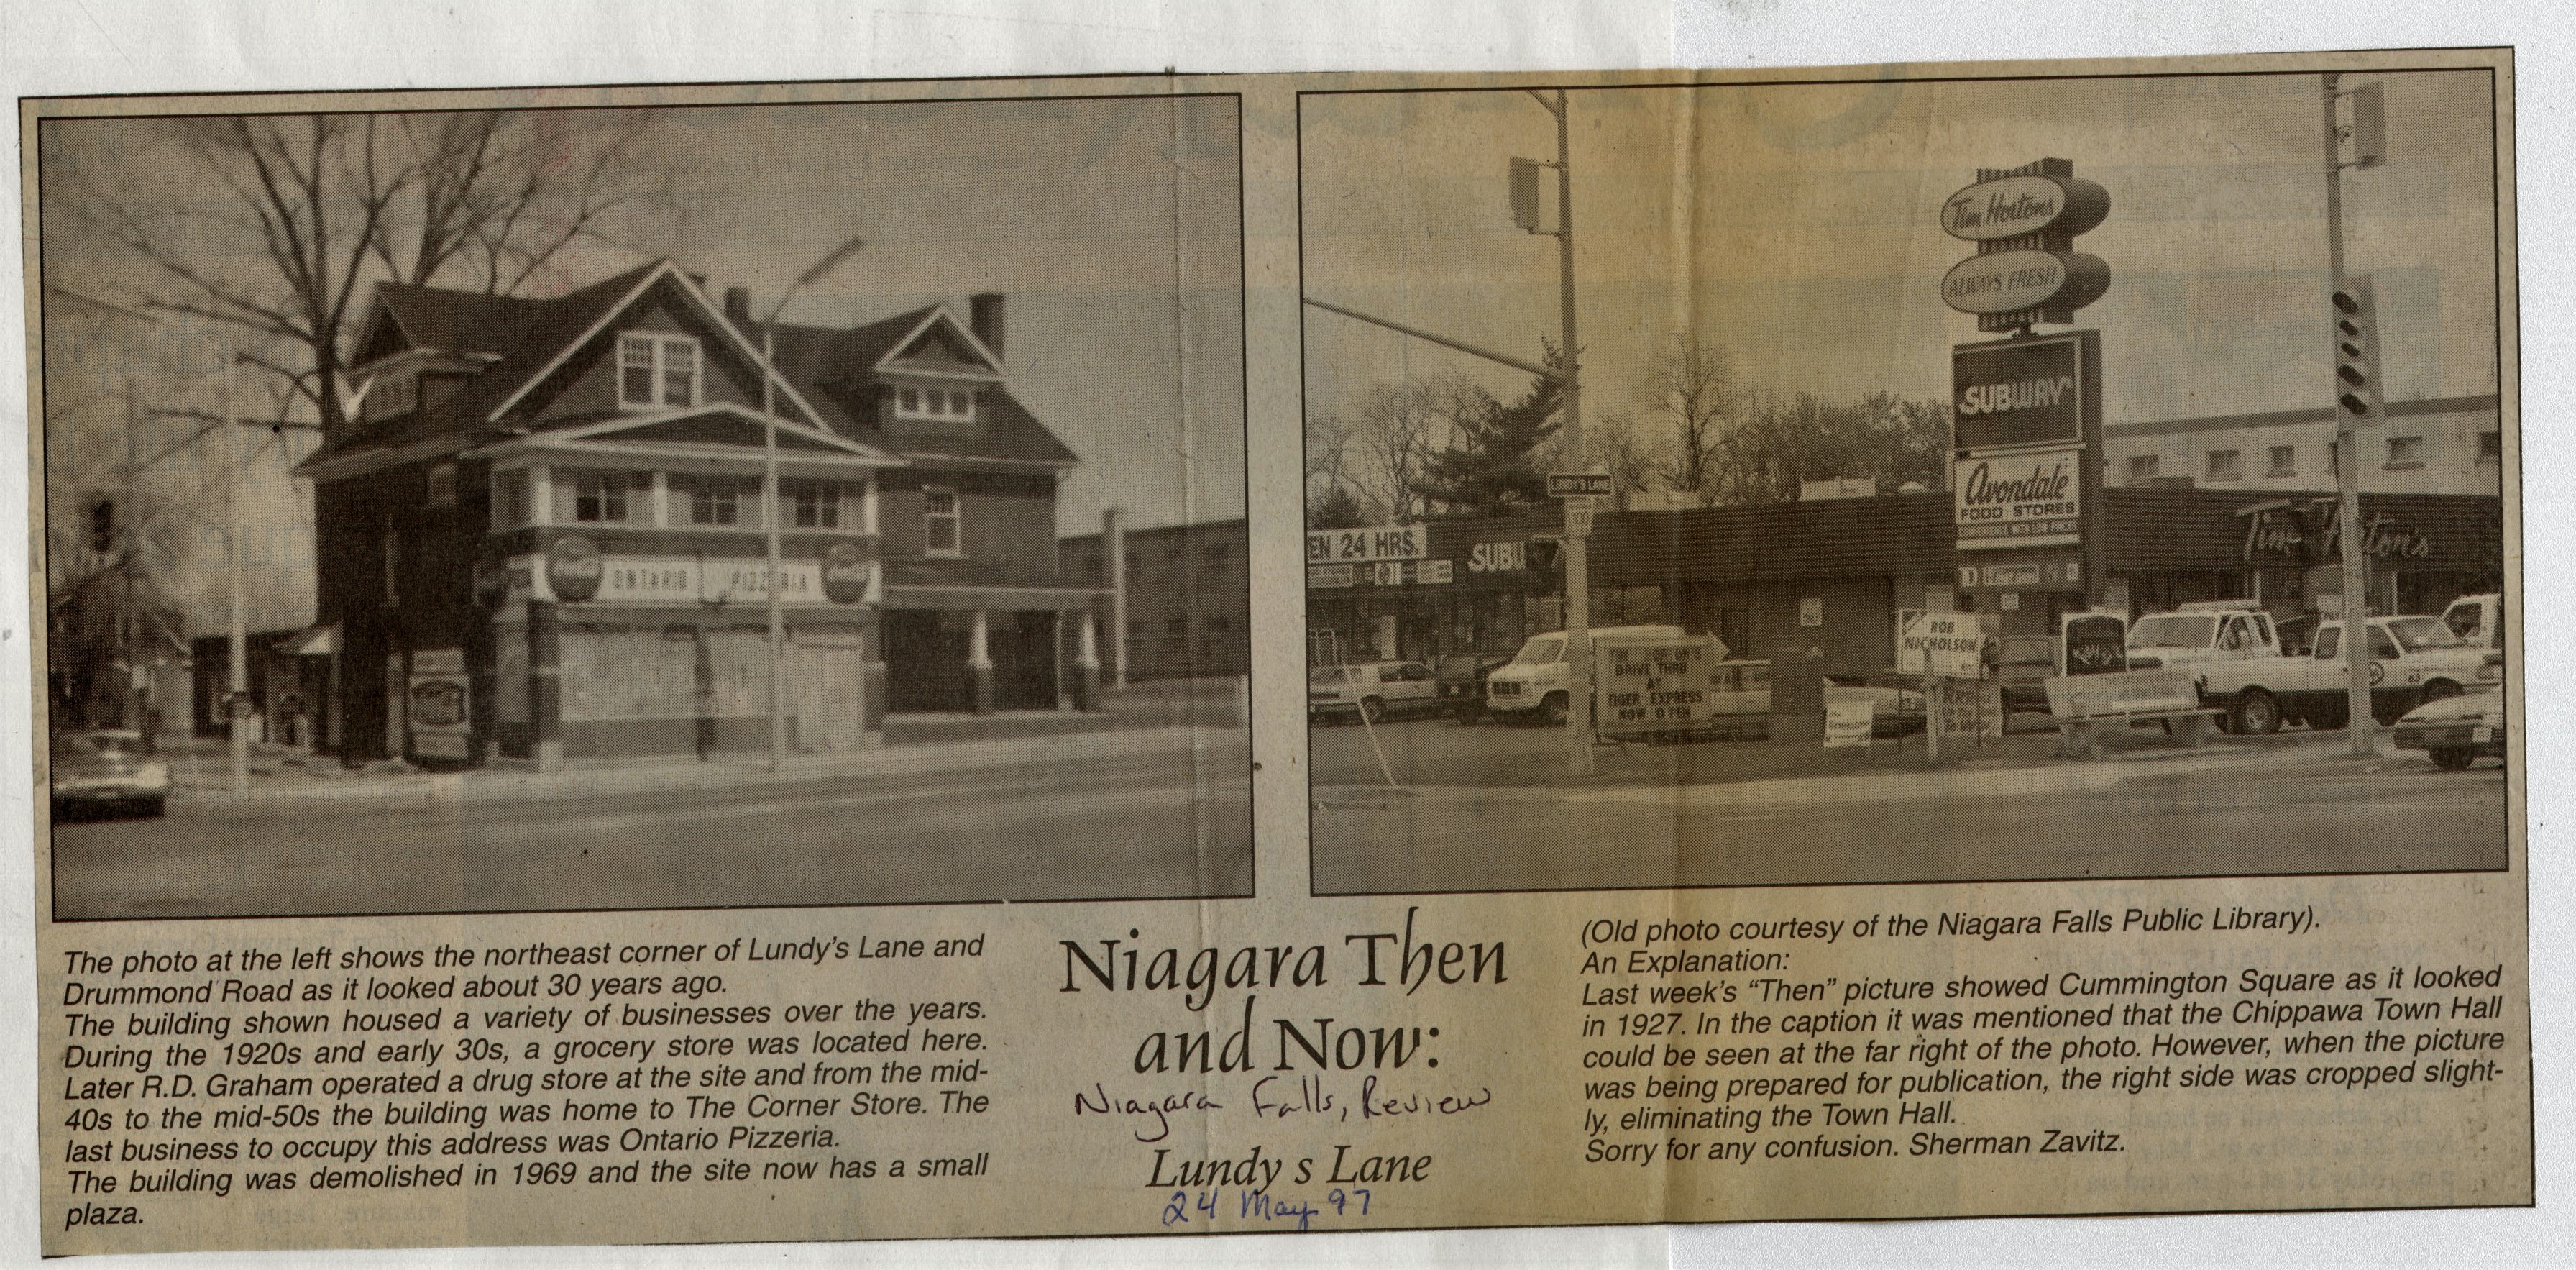 ONTARIO PIZZERIA
Tim Hortons
ALWAYS FRESH
SUBWAY
Avondale
FOOD STORES
LUNDY'S LANE
100
EN 24 HRS.
SUBU
Tim Horton's
ROB
NICHOLSON
DRIVE THRU
AT
TIGER EXPRESS
NOW OPEN
The photo at the left shows the northeast corner of Lundy's Lane and
Drummond Road as it looked about 30 years ago.
The building shown housed a variety of businesses over the years.
During the 1920s and early 30s, a grocery store was located here.
Later R.D. Graham operated a drug store at the site and from the mid-
40s to the mid-50s the building was home to The Corner Store. The
last business to occupy this address was Ontario Pizzeria.
The building was demolished in 1969 and the site now has a small
plaza.
Niagara Then
and Now:
Niagara Falls, Review
Lundy s Lane
24 May 97
(Old photo courtesy of the Niagara Falls Public Library).
An Explanation:
Last week's “Then” picture showed Cummington Square as it looked
in 1927. In the caption it was mentioned that the Chippawa Town Hall
could be seen at the far right of the photo. However, when the picture
was being prepared for publication, the right side was cropped slight-
ly, eliminating the Town Hall.
Sorry for any confusion. Sherman Zavitz.